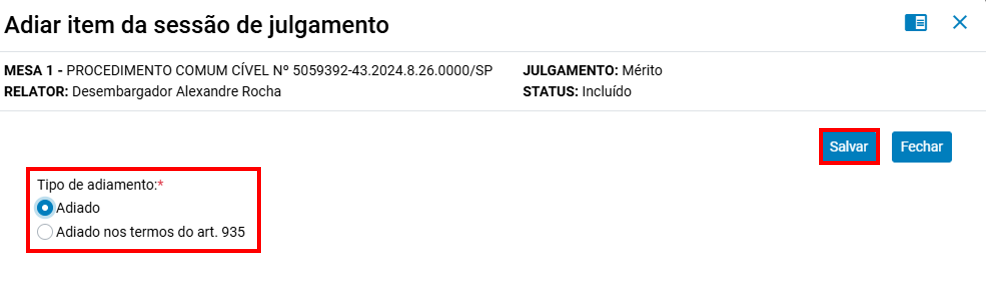 Adiar item da sessão de julgamento
MESA 1 - PROCEDIMENTO COMUM CÍVEL Nº 5059392-43.2024.8.26.0000/SP
JULGAMENTO: Mérito
RELATOR: Desembargador Alexandre Rocha
STATUS: Incluído
Salvar
Fechar
Tipo de adiamento:*
Adiado
Adiado nos termos do art. 935